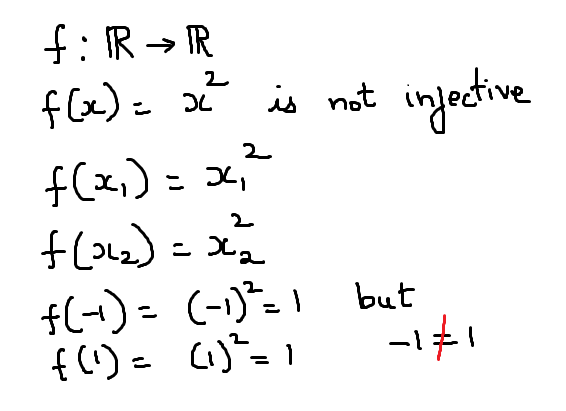 f : ℝ → ℝ
f(x) = x² is not injective
f(x₁) = x₁²
f(x₂) = x₂²
f(-1) = (-1)² = 1 but
f(1) = (1)² = 1 -1 ≠ 1